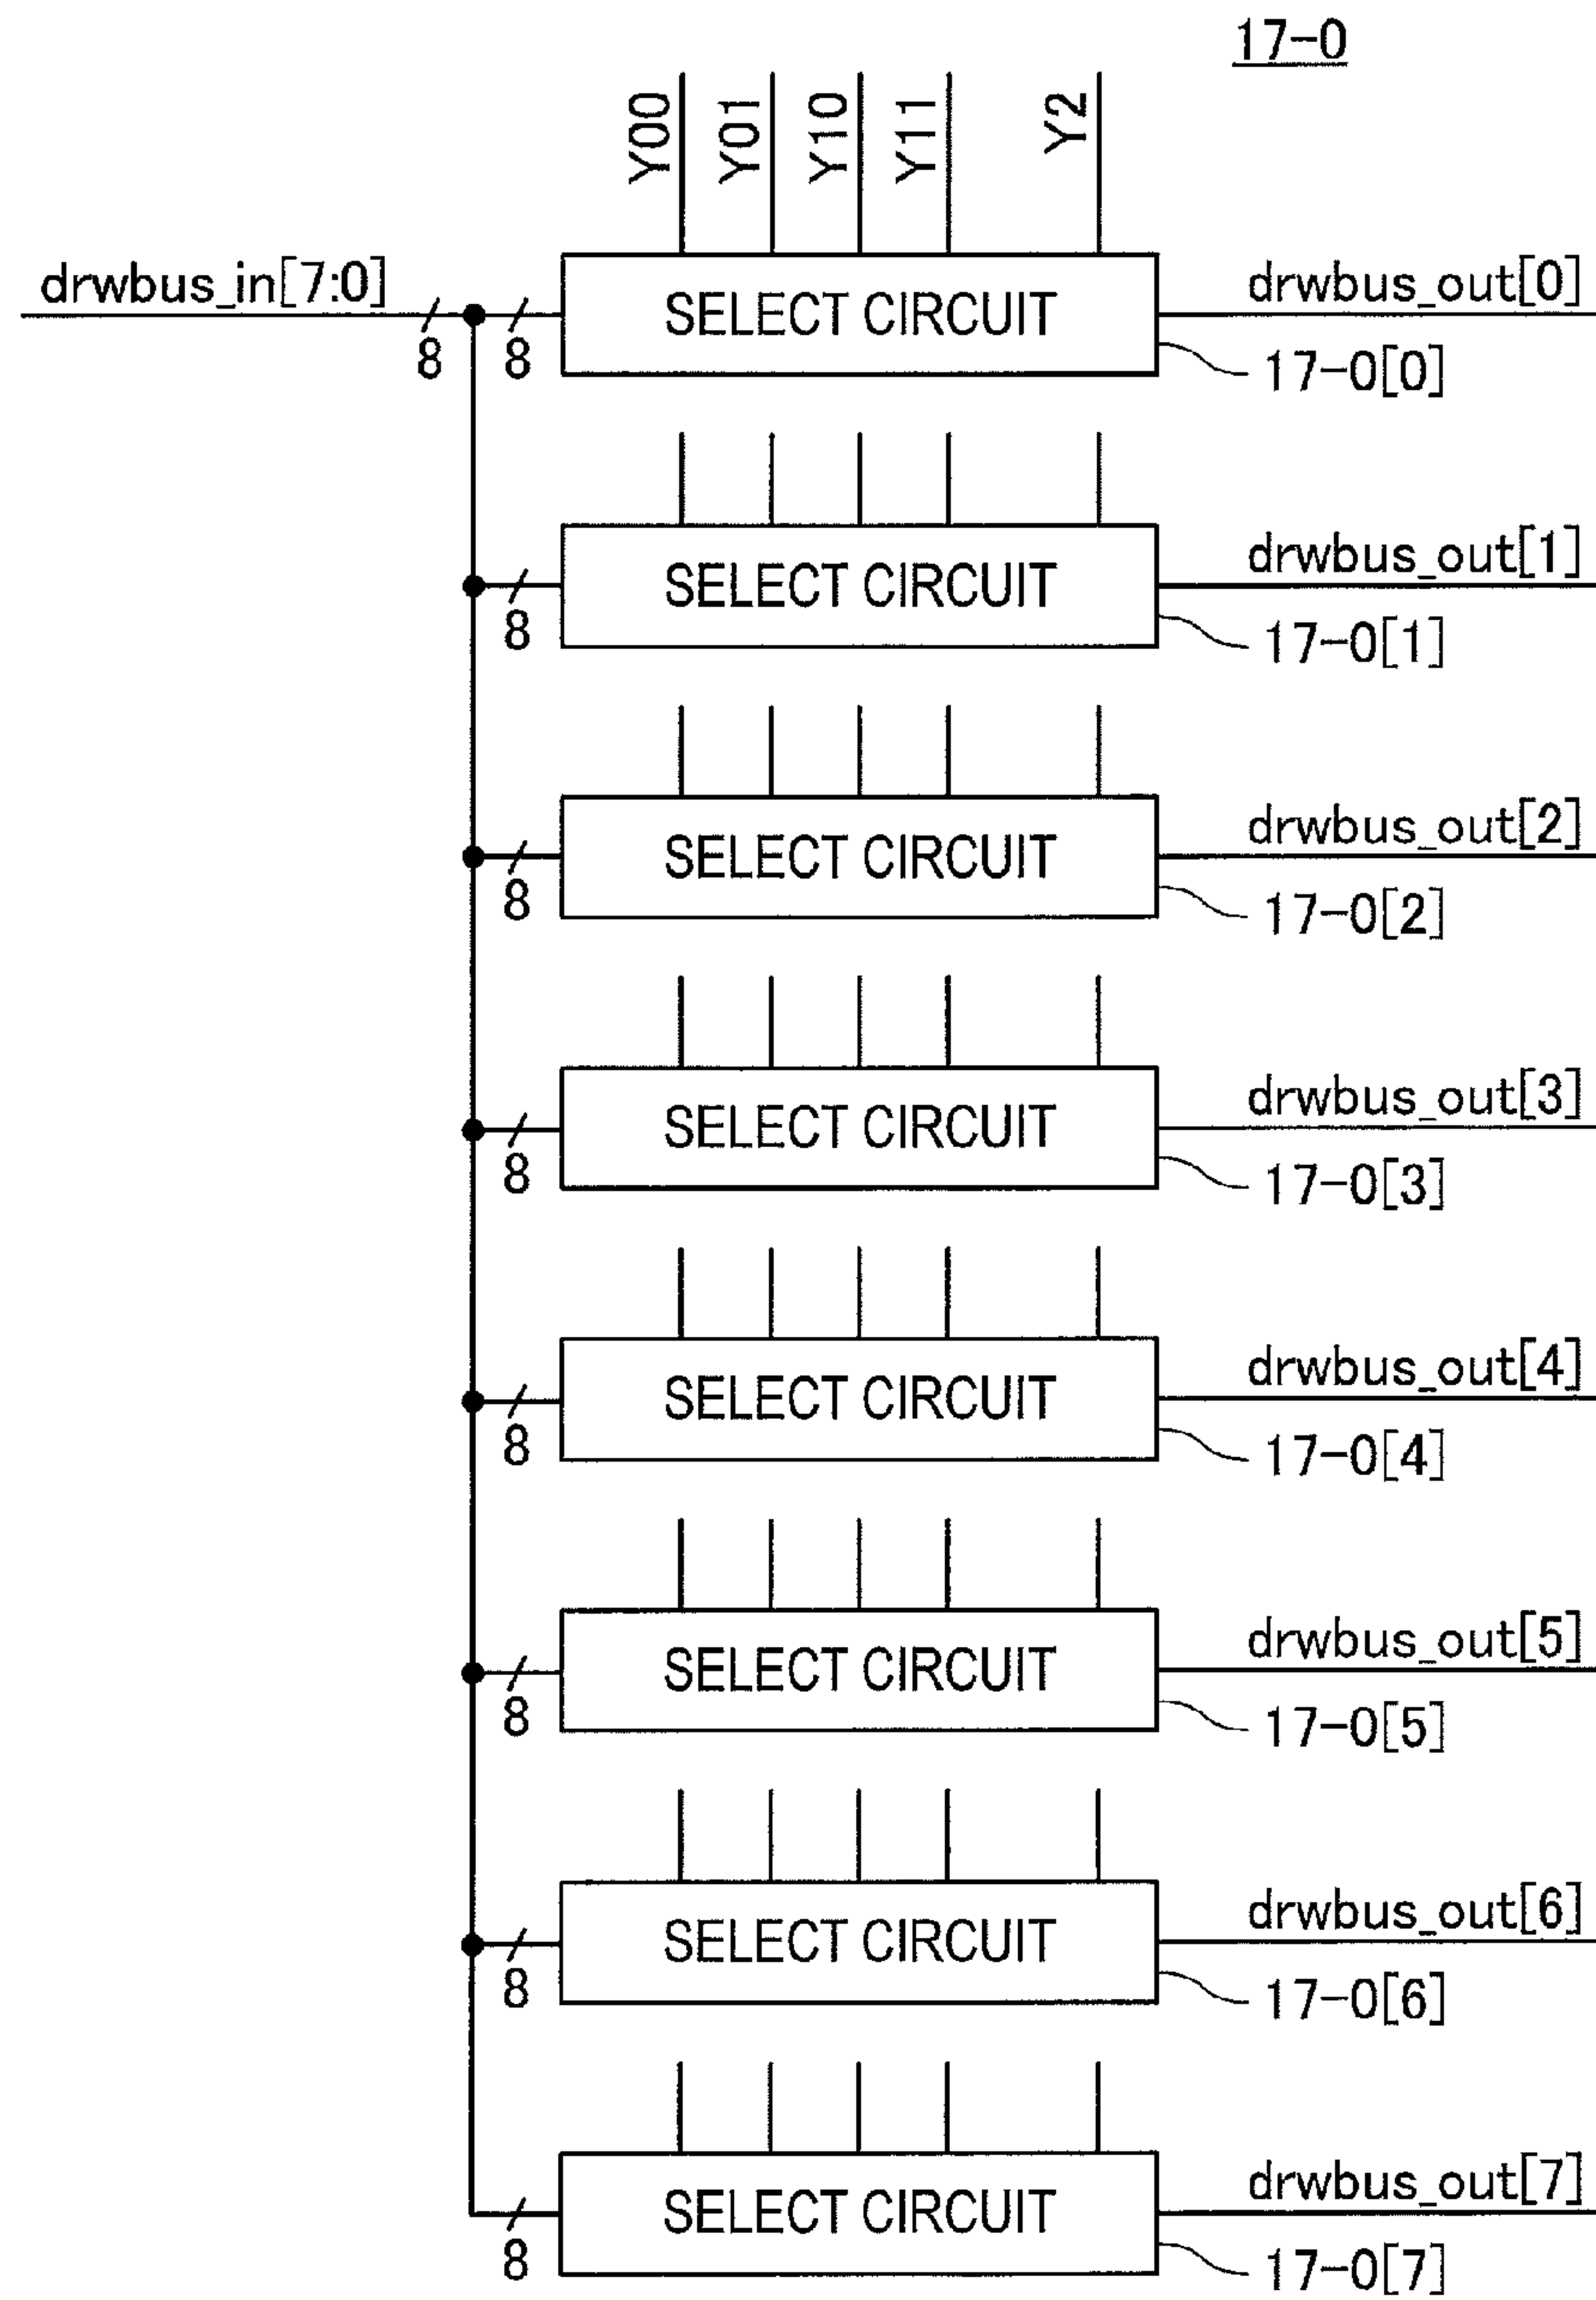 17-0
Y00 Y01 Y10 Y11 Y2
drwbus_in[7:0]
8 8
SELECT CIRCUIT
drwbus_out[0]
17-0[0]
8
SELECT CIRCUIT
drwbus_out[1]
17-0[1]
8
SELECT CIRCUIT
drwbus_out[2]
17-0[2]
8
SELECT CIRCUIT
drwbus_out[3]
17-0[3]
8
SELECT CIRCUIT
drwbus_out[4]
17-0[4]
8
SELECT CIRCUIT
drwbus_out[5]
17-0[5]
8
SELECT CIRCUIT
drwbus_out[6]
17-0[6]
8
SELECT CIRCUIT
drwbus_out[7]
17-0[7]